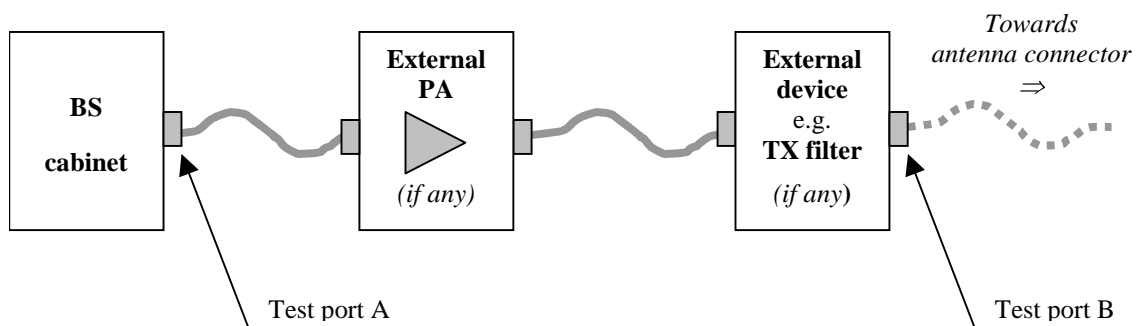 BS
cabinet
External
PA
(if any)
External
device
e.g.
TX filter
(if any)
Towards
antenna connector
⇒
Test port A
Test port B